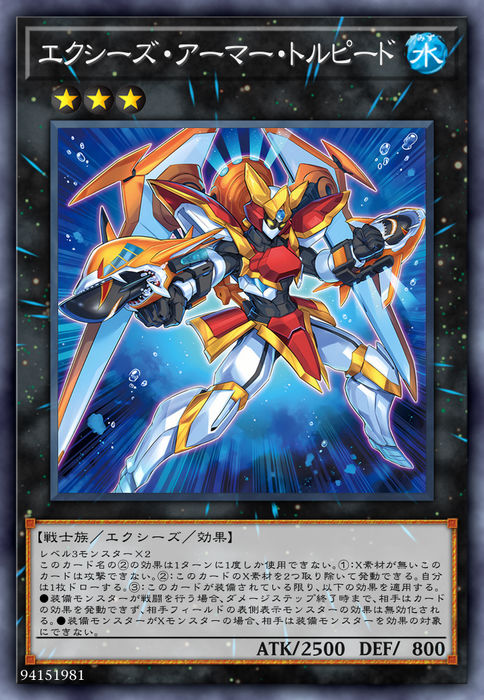 エクシーズ・アーマー・トルピード
みず
水
【戦士族／エクシーズ／効果】
レベル3モンスター×2
このカード名の②の効果は1ターンに1度しか使用できない。①：X素材が無いこの
カードは攻撃できない。②：このカードのX素材を2つ取り除いて発動できる。自分
は1枚ドローする。③：このカードが装備されている限り、以下の効果を適用する。
●装備モンスターが戦闘を行う場合、ダメージステップ終了時まで、相手はカード
の効果を発動できず、相手フィールドの表側表示モンスターの効果は無効化され
る。●装備モンスターがXモンスターの場合、相手は装備モンスターを効果の対象
にできない。
ATK/2500 DEF/ 800
94151981